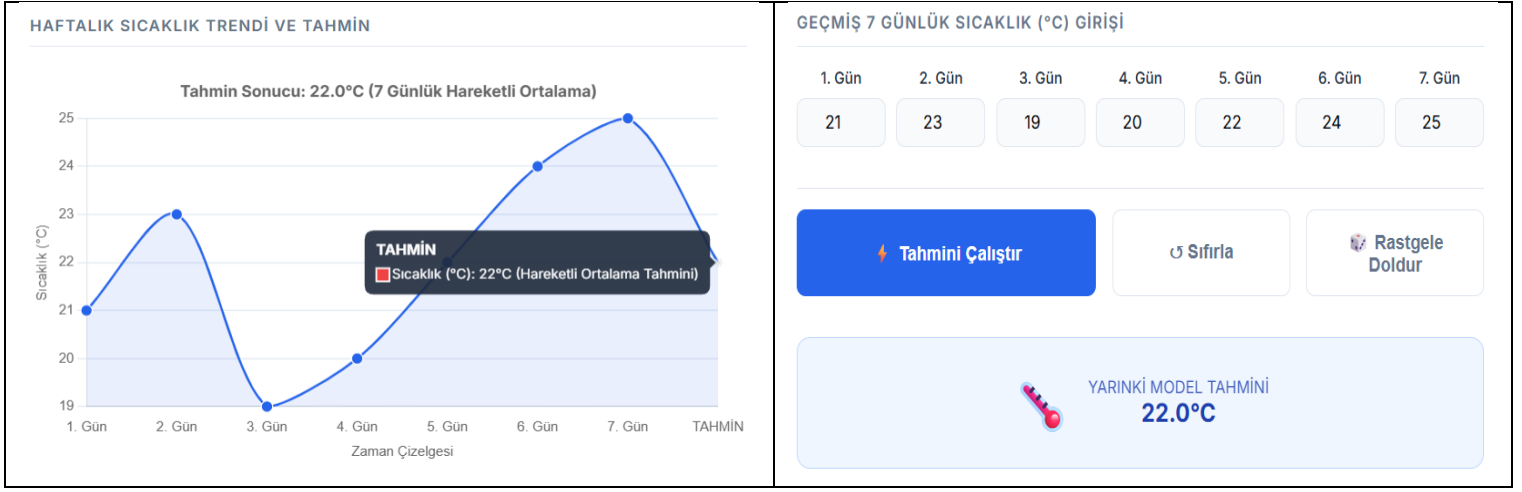 HAFTALIK SICAKLIK TRENDİ VE TAHMİN
Tahmin Sonucu: 22.0°C (7 Günlük Hareketli Ortalama)
25
24
23
22
21
20
19
Sıcaklık (°C)
TAHMİN
Sıcaklık (°C): 22°C (Hareketli Ortalama Tahmini)
1. Gün 2. Gün 3. Gün 4. Gün 5. Gün 6. Gün 7. Gün TAHMİN
Zaman Çizelgesi
GEÇMİŞ 7 GÜNLÜK SICAKLIK (°C) GİRİŞİ
1. Gün 2. Gün 3. Gün 4. Gün 5. Gün 6. Gün 7. Gün
21 23 19 20 22 24 25
Tahmini Çalıştır
↺ Sıfırla
Rastgele
Doldur
YARINKİ MODEL TAHMİNİ
22.0°C